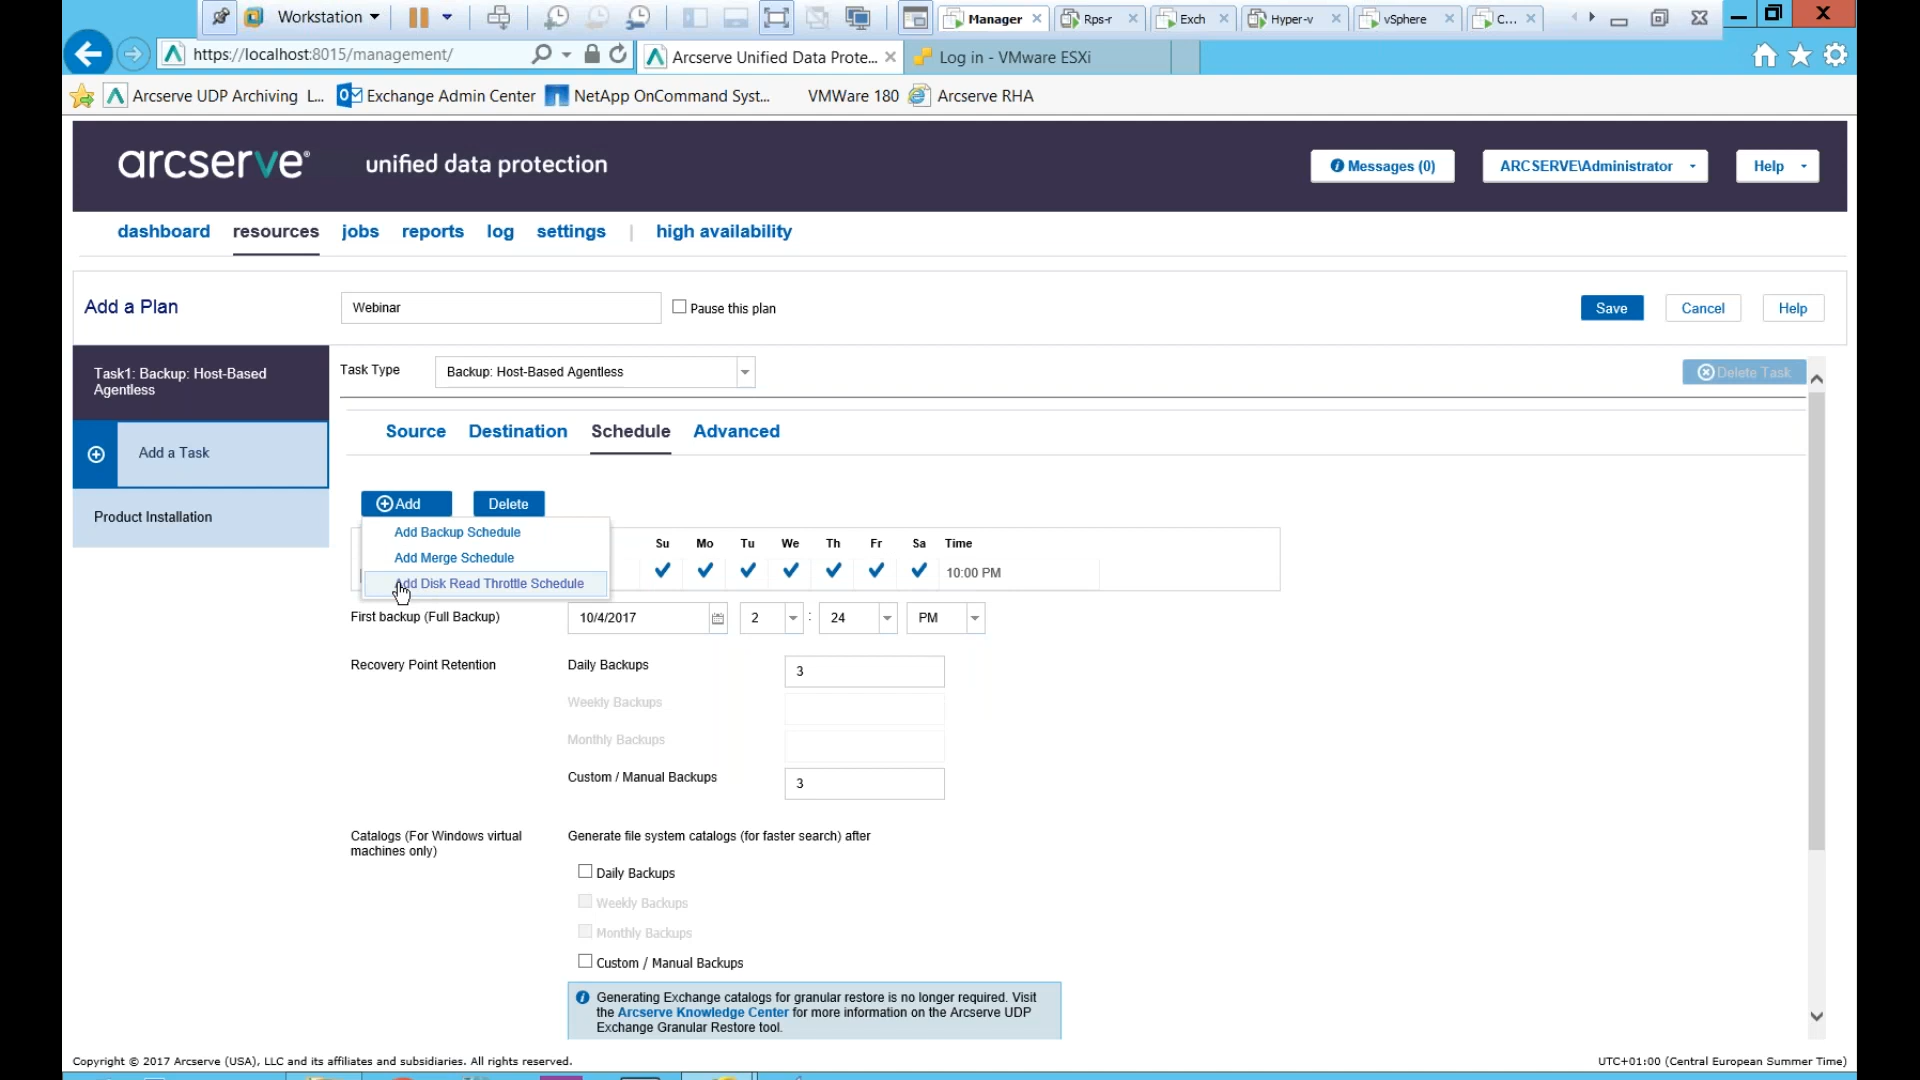 Workstation
Manager
Rps-r
Exch
Hyper-v
vSphere
C...
https://localhost:8015/management/
Arcserve Unified Data Prote...
Log in - VMware ESXi
Arcserve UDP Archiving L...
Exchange Admin Center
NetApp OnCommand Syst...
VMWare 180
Arcserve RHA
arcserve®
unified data protection
Messages (0)
ARCSERVE\Administrator
Help
dashboard
resources
jobs
reports
log
settings
|
high availability
Add a Plan
Webinar
Pause this plan
Save
Cancel
Help
Task1: Backup: Host-Based
Agentless
Add a Task
Product Installation
Task Type
Backup: Host-Based Agentless
Delete Task
Source
Destination
Schedule
Advanced
Add
Delete
Add Backup Schedule
Add Merge Schedule
Add Disk Read Throttle Schedule
Su Mo Tu We Th Fr Sa Time
10:00 PM
First backup (Full Backup)
10/4/2017
2 : 24 PM
Recovery Point Retention
Daily Backups
3
Weekly Backups
Monthly Backups
Custom / Manual Backups
3
Catalogs (For Windows virtual
machines only)
Generate file system catalogs (for faster search) after
Daily Backups
Weekly Backups
Monthly Backups
Custom / Manual Backups
Generating Exchange catalogs for granular restore is no longer required. Visit
the Arcserve Knowledge Center for more information on the Arcserve UDP
Exchange Granular Restore tool.
Copyright © 2017 Arcserve (USA), LLC and its affiliates and subsidiaries. All rights reserved.
UTC+01:00 (Central European Summer Time)